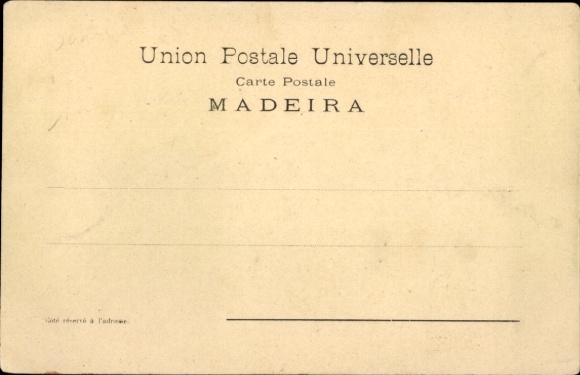 Union Postale Universelle
Carte Postale
MADEIRA
Côté réservé à l'adresse.